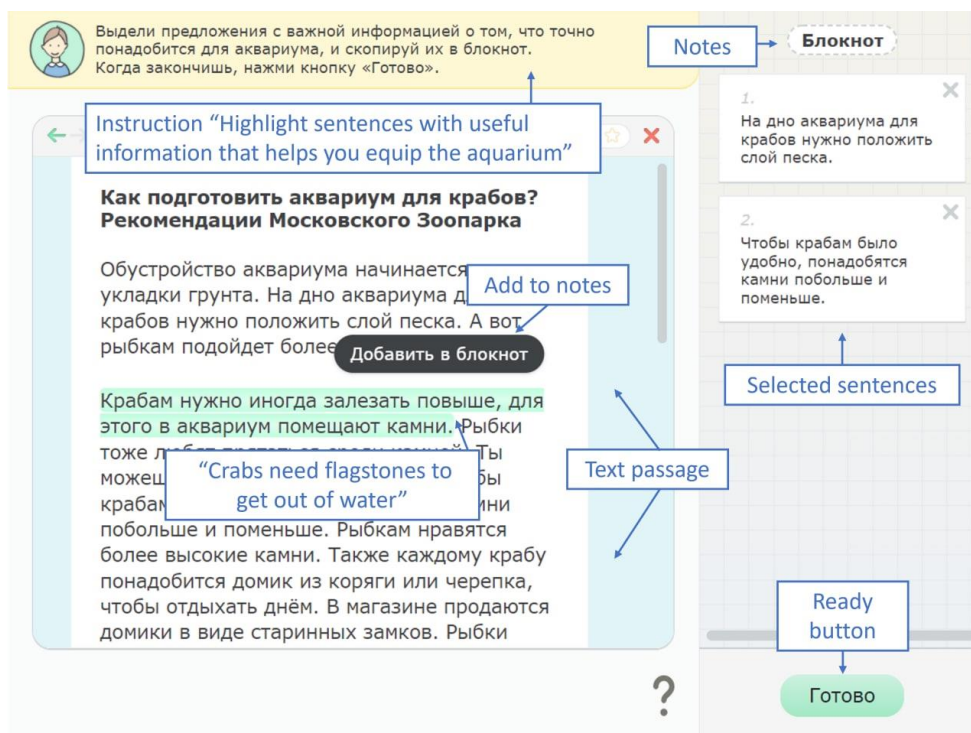 Выдели предложения с важной информацией о том, что точно
понадобится для аквариума, и скопируй их в блокнот.
Когда закончишь, нажми кнопку «Готово».
Instruction “Highlight sentences with useful
information that helps you equip the aquarium”
Как подготовить аквариум для крабов?
Рекомендации Московского Зоопарка
Обустройство аквариума начинается
укладки грунта. На дно аквариума
крабов нужно положить слой песка. А вот
рыбкам подойдет более
Add to notes
Добавить в блокнот
Крабам нужно иногда залезать повыше, для
этого в аквариум помещают камни. Рыбки
тоже
Ты
“Crabs need flagstones to
get out of water”
Text passage
побольше и поменьше. Рыбкам нравятся
более высокие камни. Также каждому крабу
понадобится домик из коряги или черепка,
чтобы отдыхать днём. В магазине продаются
домики в виде старинных замков. Рыбки
?
Notes
Блокнот
1.
На дно аквариума для
крабов нужно положить
слой песка.
2.
Чтобы крабам было
удобно, понадобятся
камни побольше и
поменьше.
Selected sentences
Ready
button
Готово